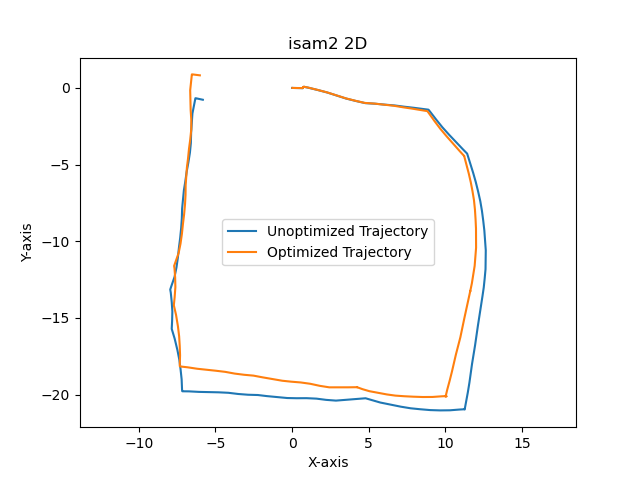 isam2 2D
0
−5
−10
−15
−20
Y-axis
Unoptimized Trajectory
Optimized Trajectory
−10
−5
0
5
10
15
X-axis